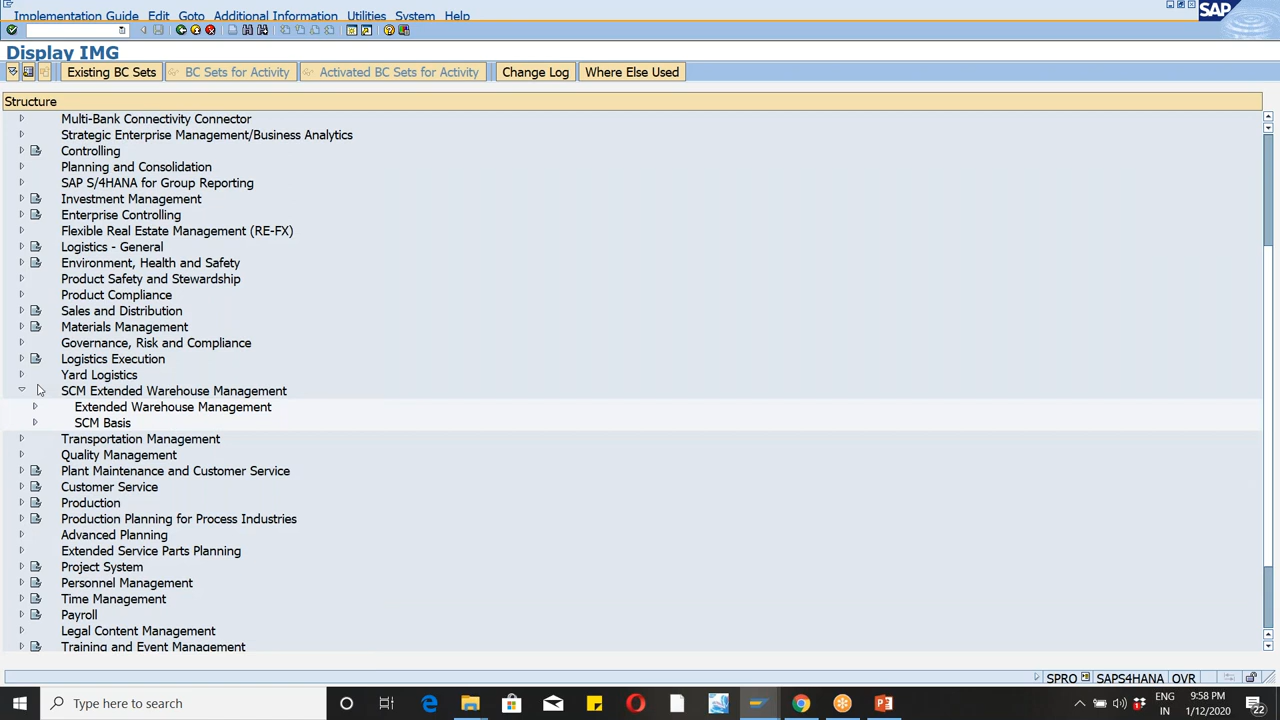 Implementation Guide Edit Goto Additional Information Utilities System Help
SAP
Display IMG
Existing BC Sets BC Sets for Activity Activated BC Sets for Activity Change Log Where Else Used
Structure
Multi-Bank Connectivity Connector
Strategic Enterprise Management/Business Analytics
Controlling
Planning and Consolidation
SAP S/4HANA for Group Reporting
Investment Management
Enterprise Controlling
Flexible Real Estate Management (RE-FX)
Logistics - General
Environment, Health and Safety
Product Safety and Stewardship
Product Compliance
Sales and Distribution
Materials Management
Governance, Risk and Compliance
Logistics Execution
Yard Logistics
SCM Extended Warehouse Management
Extended Warehouse Management
SCM Basis
Transportation Management
Quality Management
Plant Maintenance and Customer Service
Customer Service
Production
Production Planning for Process Industries
Advanced Planning
Extended Service Parts Planning
Project System
Personnel Management
Time Management
Payroll
Legal Content Management
Training and Event Management
SPRO SAPS4HANA OVR
Type here to search
ENG 9:58 PM
IN 1/12/2020 22